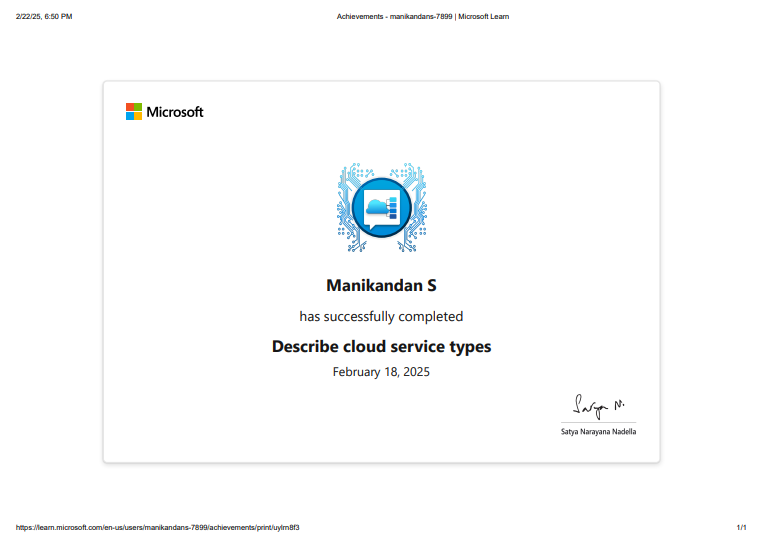 2/22/25, 6:50 PM
Achievements - manikandans-7899 | Microsoft Learn
Microsoft
Manikandan S
has successfully completed
Describe cloud service types
February 18, 2025
Satya N.
Satya Narayana Nadella
https://learn.microsoft.com/en-us/users/manikandans-7899/achievements/print/uylrn8f3
1/1